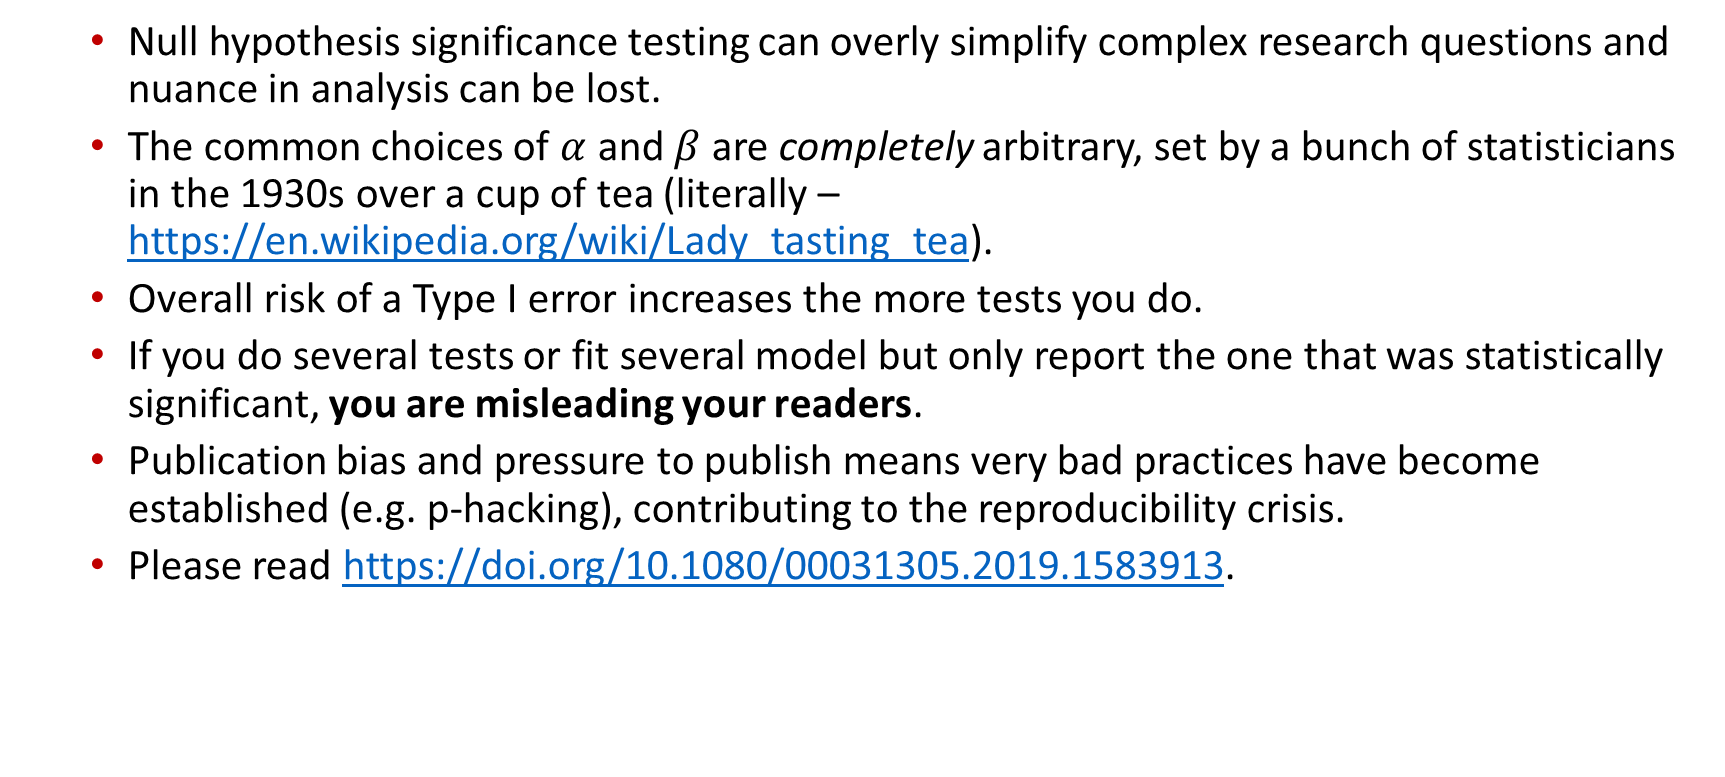 • Null hypothesis significance testing can overly simplify complex research questions and
nuance in analysis can be lost.
• The common choices of α and β are completely arbitrary, set by a bunch of statisticians
in the 1930s over a cup of tea (literally –
https://en.wikipedia.org/wiki/Lady_tasting_tea).
• Overall risk of a Type I error increases the more tests you do.
• If you do several tests or fit several model but only report the one that was statistically
significant, you are misleading your readers.
• Publication bias and pressure to publish means very bad practices have become
established (e.g. p-hacking), contributing to the reproducibility crisis.
• Please read https://doi.org/10.1080/00031305.2019.1583913.